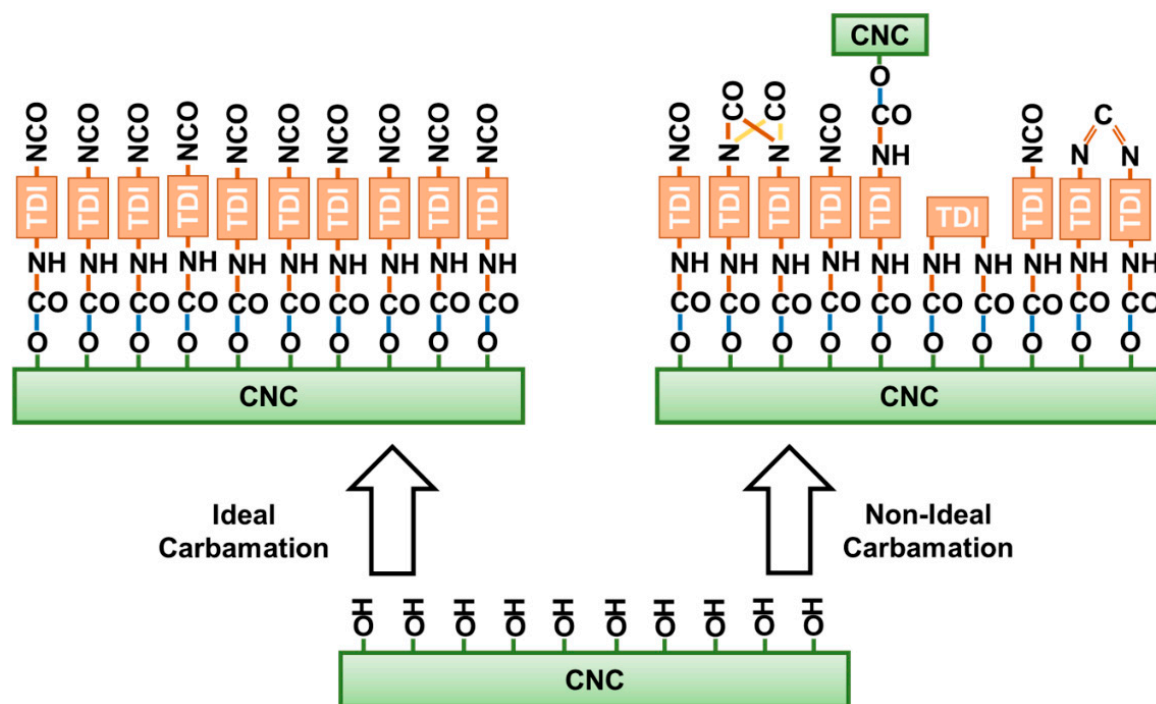 CNC
O
CO
NH
NCO NCO NCO NCO NCO NCO NCO NCO NCO NCO
TDI TDI TDI TDI TDI TDI TDI TDI TDI TDI
NH NH NH NH NH NH NH NH NH NH
CO CO CO CO CO CO CO CO CO CO
O O O O O O O O O O
CNC
NCO CO CO NCO NCO C
N N N N
TDI TDI TDI TDI TDI TDI TDI TDI TDI
NH NH NH NH NH NH NH NH NH NH
CO CO CO CO CO CO CO CO CO CO
O O O O O O O O O O
CNC
Ideal
Carbamation
Non-Ideal
Carbamation
OH OH OH OH OH OH OH OH OH OH
CNC